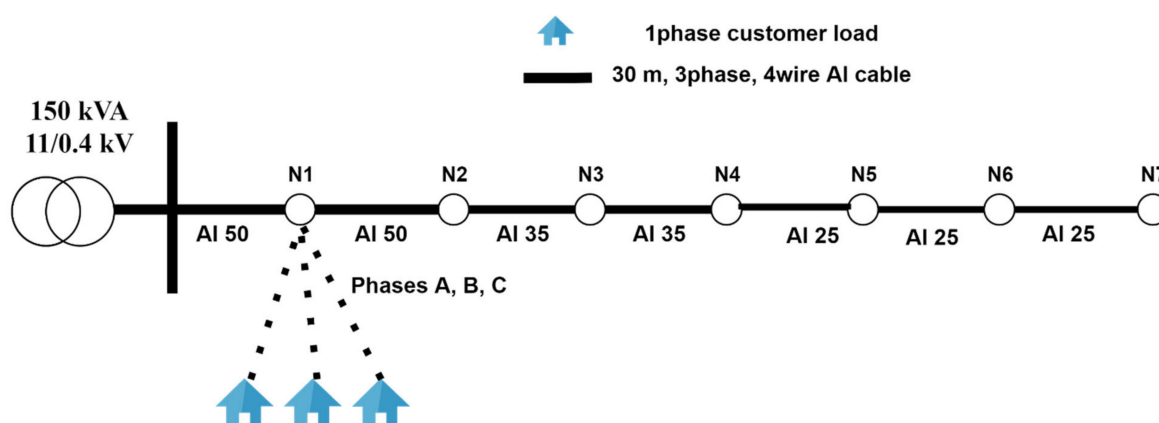 1phase customer load
30 m, 3phase, 4wire Al cable
150 kVA
11/0.4 kV
N1 N2 N3 N4 N5 N6 N7
Al 50 Al 50 Al 35 Al 35 Al 25 Al 25 Al 25
Phases A, B, C